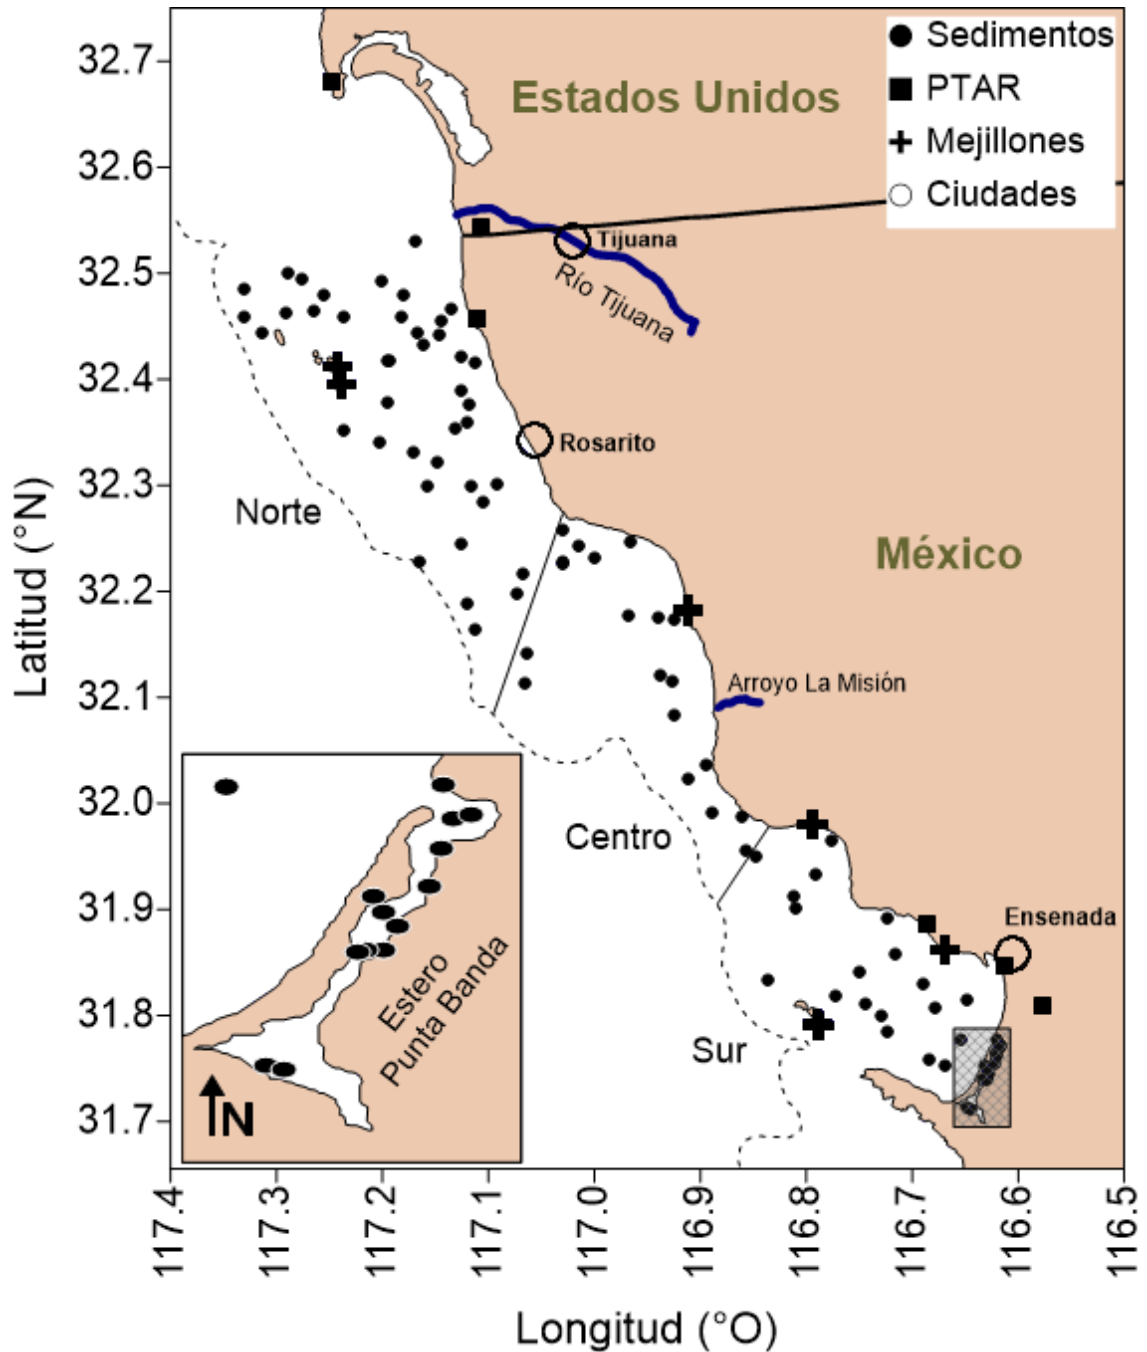 Sedimentos
PTAR
Mejillones
Ciudades
Estados Unidos
Tijuana
Río Tijuana
Rosarito
Norte
México
Arroyo La Misión
Centro
Ensenada
Sur
Estero
Punta Banda
N
Latitud (°N)
32.7
32.6
32.5
32.4
32.3
32.2
32.1
32.0
31.9
31.8
31.7
117.4
117.3
117.2
117.1
117.0
116.9
116.8
116.7
116.6
116.5
Longitud (°O)